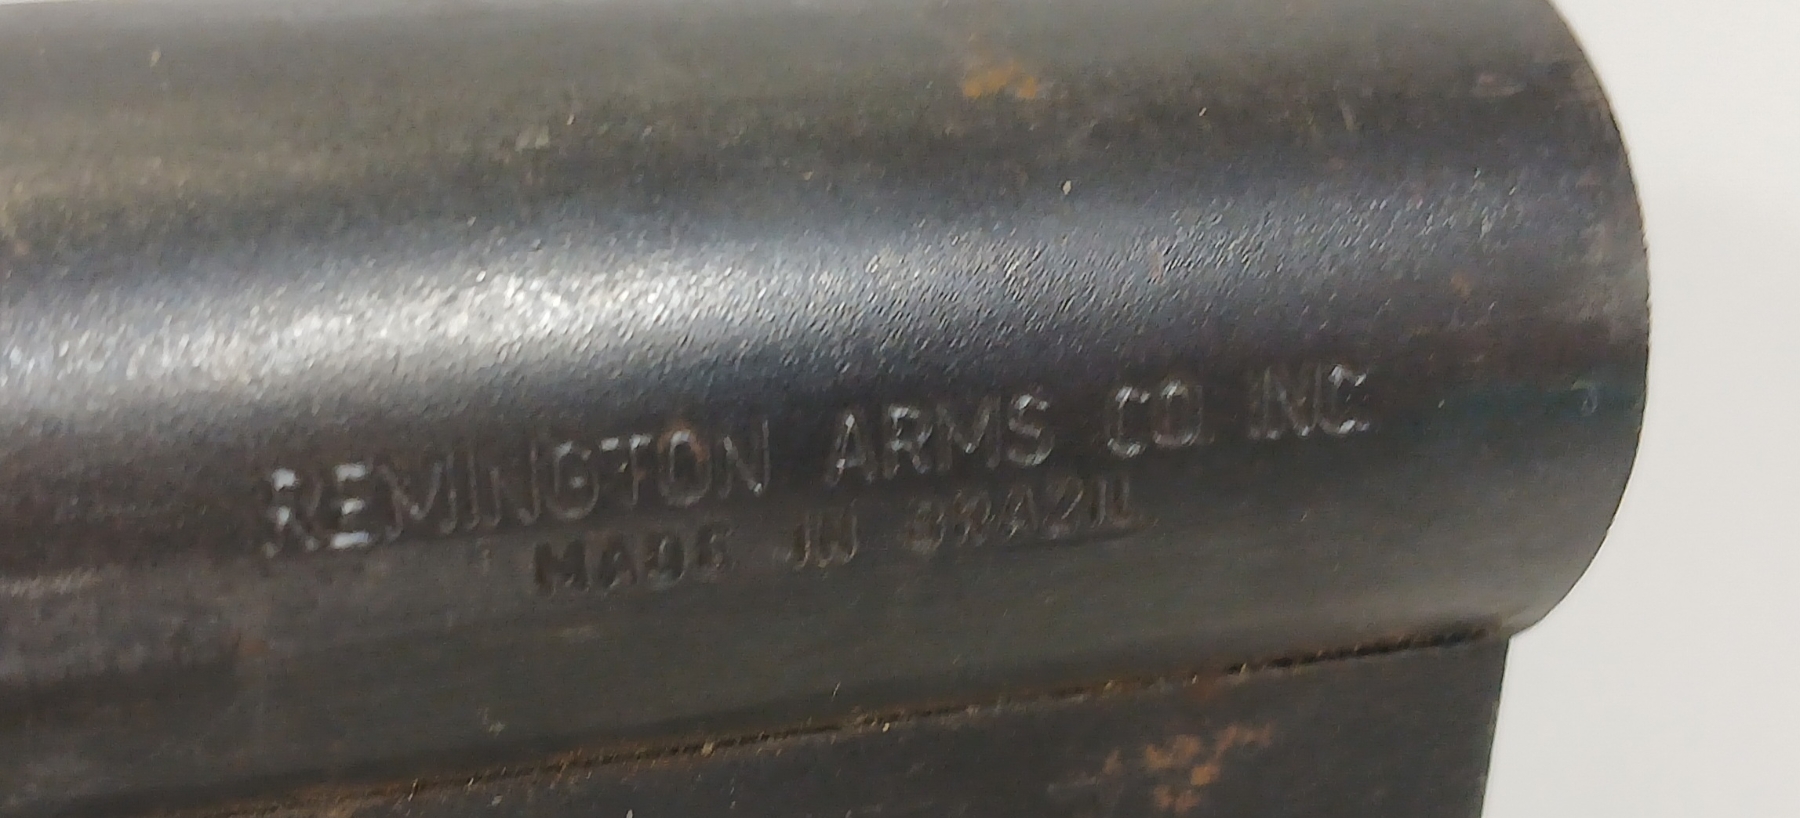 REMINGTON ARMS CO. INC.
MADE IN BRAZIL